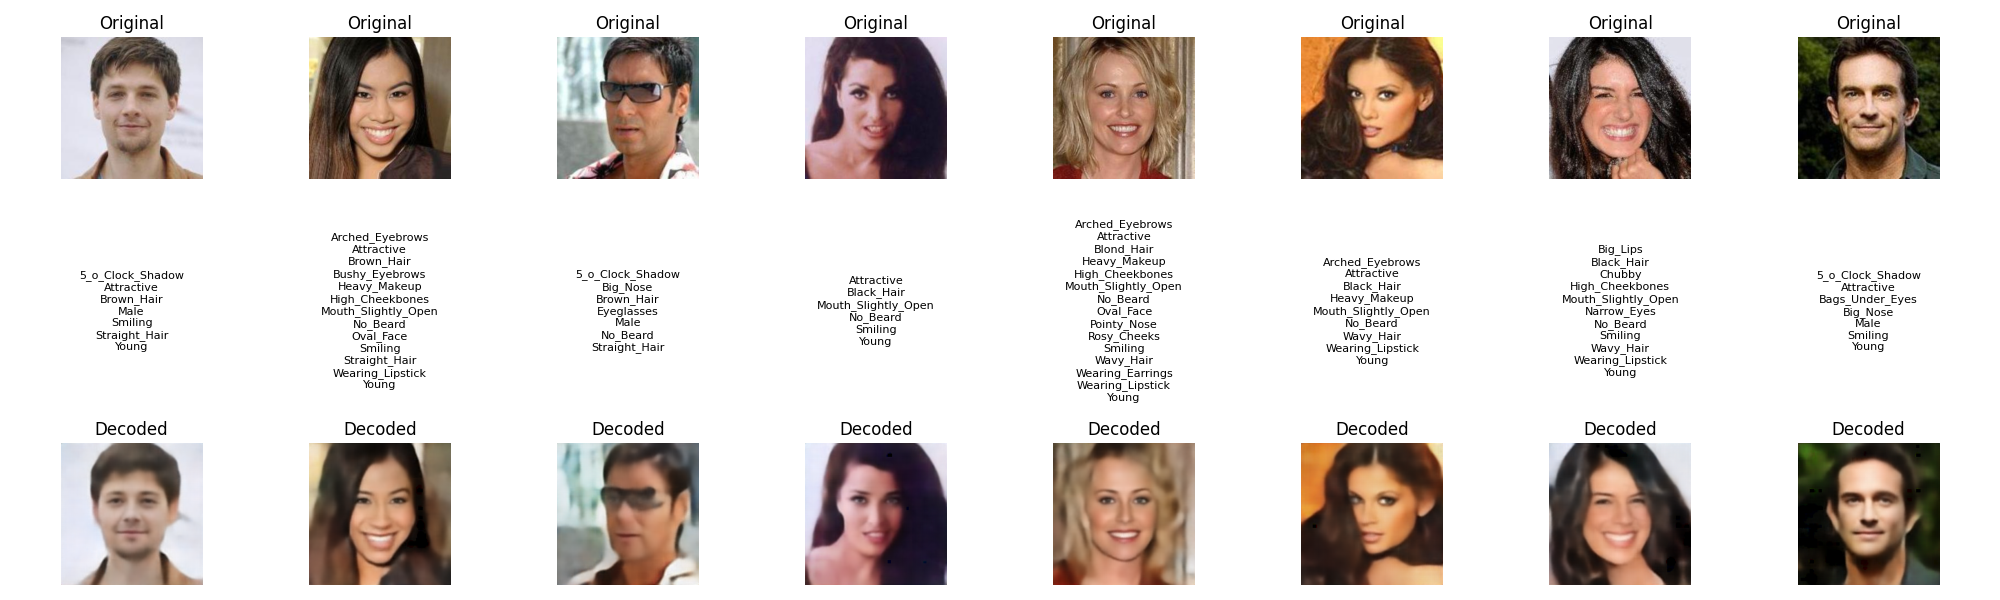 Original
Original
Original
Original
Original
Original
Original
Original
5_o_Clock_Shadow
Attractive
Brown_Hair
Male
Smiling
Straight_Hair
Young
Arched_Eyebrows
Attractive
Brown_Hair
Bushy_Eyebrows
Heavy_Makeup
High_Cheekbones
Mouth_Slightly_Open
No_Beard
Oval_Face
Smiling
Straight_Hair
Wearing_Lipstick
Young
5_o_Clock_Shadow
Big_Nose
Brown_Hair
Eyeglasses
Male
No_Beard
Straight_Hair
Attractive
Black_Hair
Mouth_Slightly_Open
No_Beard
Smiling
Young
Arched_Eyebrows
Attractive
Blond_Hair
Heavy_Makeup
High_Cheekbones
Mouth_Slightly_Open
No_Beard
Oval_Face
Pointy_Nose
Rosy_Cheeks
Smiling
Wavy_Hair
Wearing_Earrings
Wearing_Lipstick
Young
Arched_Eyebrows
Attractive
Black_Hair
Heavy_Makeup
Mouth_Slightly_Open
No_Beard
Wavy_Hair
Wearing_Lipstick
Young
Big_Lips
Black_Hair
Chubby
High_Cheekbones
Mouth_Slightly_Open
Narrow_Eyes
No_Beard
Smiling
Wavy_Hair
Wearing_Lipstick
Young
5_o_Clock_Shadow
Attractive
Bags_Under_Eyes
Big_Nose
Male
Smiling
Young
Decoded
Decoded
Decoded
Decoded
Decoded
Decoded
Decoded
Decoded